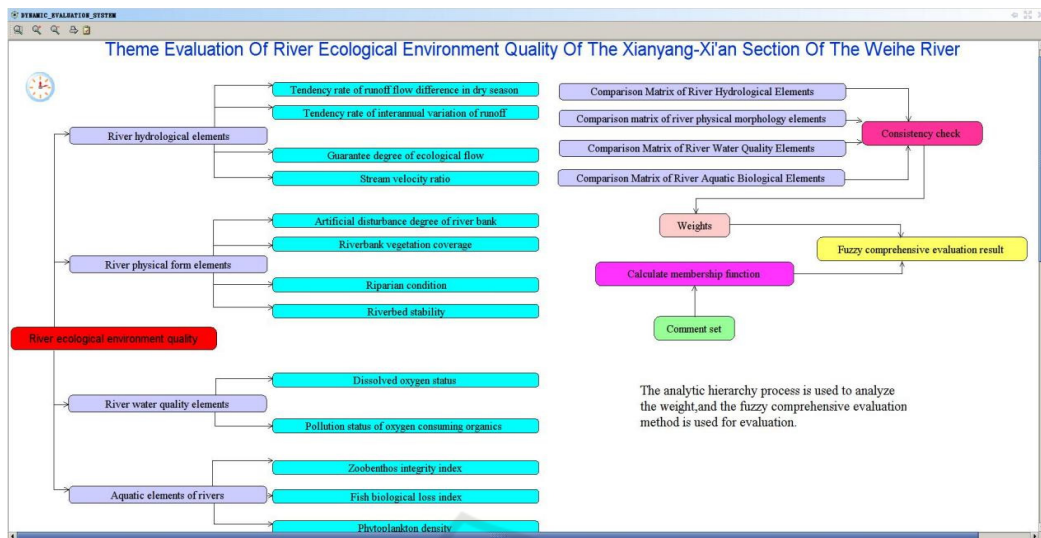 DYNAMIC_EVALUATION_SYSTEM
Theme Evaluation Of River Ecological Environment Quality Of The Xianyang-Xi'an Section Of The Weihe River
River ecological environment quality
River hydrological elements
Tendency rate of runoff flow difference in dry season
Tendency rate of interannual variation of runoff
Guarantee degree of ecological flow
Stream velocity ratio
River physical form elements
Artificial disturbance degree of river bank
Riverbank vegetation coverage
Riparian condition
Riverbed stability
River water quality elements
Dissolved oxygen status
Pollution status of oxygen consuming organics
Aquatic elements of rivers
Zoobenthos integrity index
Fish biological loss index
Phytoplankton density
Comparison Matrix of River Hydrological Elements
Comparison matrix of river physical morphology elements
Comparison Matrix of River Water Quality Elements
Comparison Matrix of River Aquatic Biological Elements
Consistency check
Weights
Fuzzy comprehensive evaluation result
Calculate membership function
Comment set
The analytic hierarchy process is used to analyze
the weight,and the fuzzy comprehensive evaluation
method is used for evaluation.